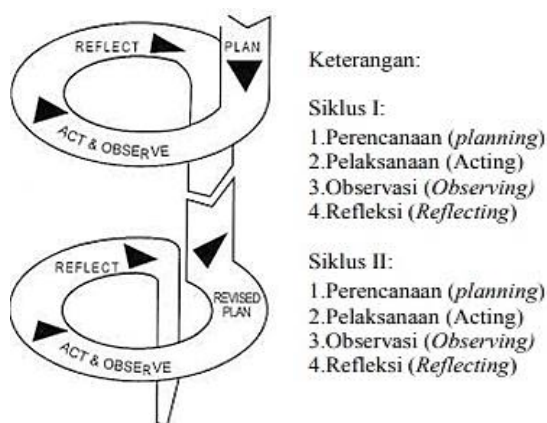 REFLECT
PLAN
ACT & OBSERVE
REFLECT
REVISED
PLAN
ACT & OBSERVE
Keterangan:
Siklus I:
1.Perencanaan (planning)
2.Pelaksanaan (Acting)
3.Observasi (Observing)
4.Refleksi (Reflecting)
Siklus II:
1.Perencanaan (planning)
2.Pelaksanaan (Acting)
3.Observasi (Observing)
4.Refleksi (Reflecting)